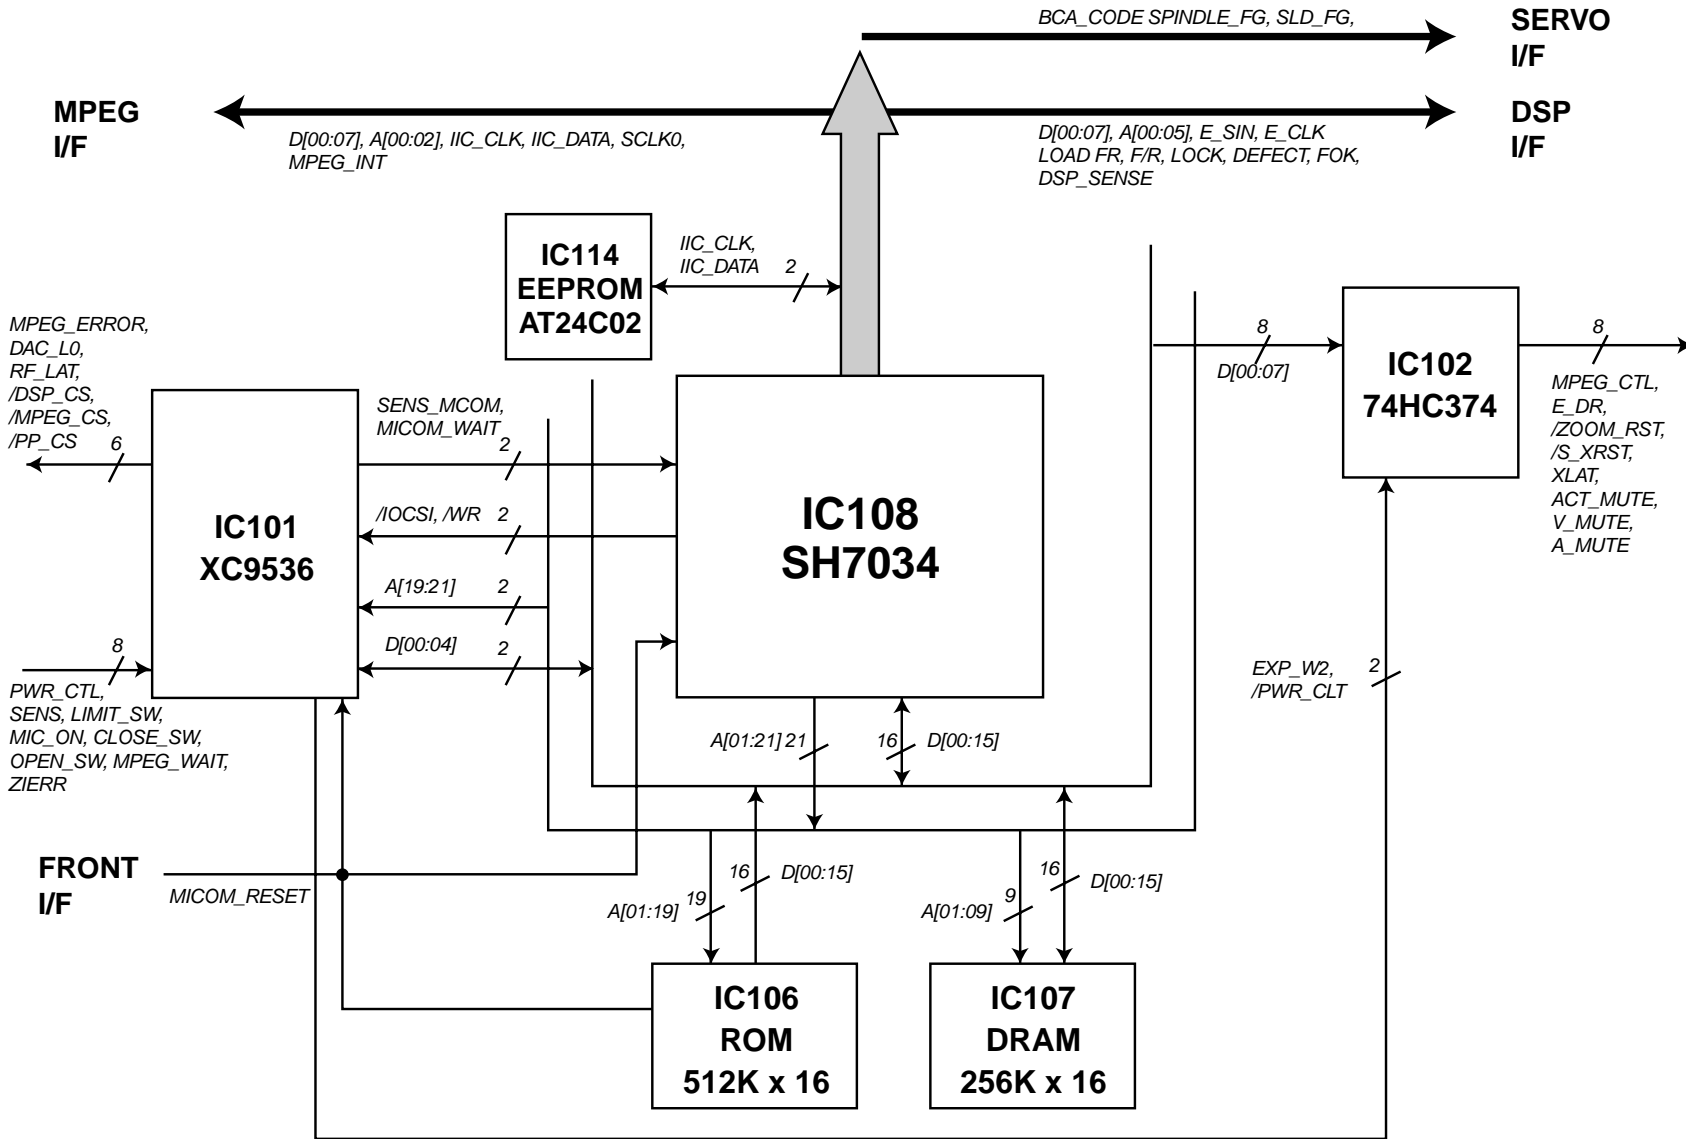 BCA_CODE SPINDLE_FG, SLD_FG,
SERVO
I/F
MPEG
I/F
D[00:07], A[00:02], IIC_CLK, IIC_DATA, SCLK0,
MPEG_INT
D[00:07], A[00:05], E_SIN, E_CLK
LOAD FR, F/R, LOCK, DEFECT, FOK,
DSP_SENSE
DSP
I/F
IC114
EEPROM
AT24C02
IIC_CLK,
IIC_DATA
2
MPEG_ERROR,
DAC_L0,
RF_LAT,
/DSP_CS,
/MPEG_CS,
/PP_CS
6
IC101
XC9536
SENS_MCOM,
MICOM_WAIT
2
/IOCSI, /WR
2
A[19:21]
2
D[00:04]
2
8
PWR_CTL,
SENS, LIMIT_SW,
MIC_ON, CLOSE_SW,
OPEN_SW, MPEG_WAIT,
ZIERR
IC108
SH7034
8
D[00:07]
IC102
74HC374
8
MPEG_CTL,
E_DR,
/ZOOM_RST,
/S_XRST,
XLAT,
ACT_MUTE,
V_MUTE,
A_MUTE
EXP_W2,
/PWR_CLT
2
A[01:21] 21
16
D[00:15]
FRONT
I/F
MICOM_RESET
A[01:19]
19
16
D[00:15]
A[01:09]
9
16
D[00:15]
IC106
ROM
512K x 16
IC107
DRAM
256K x 16